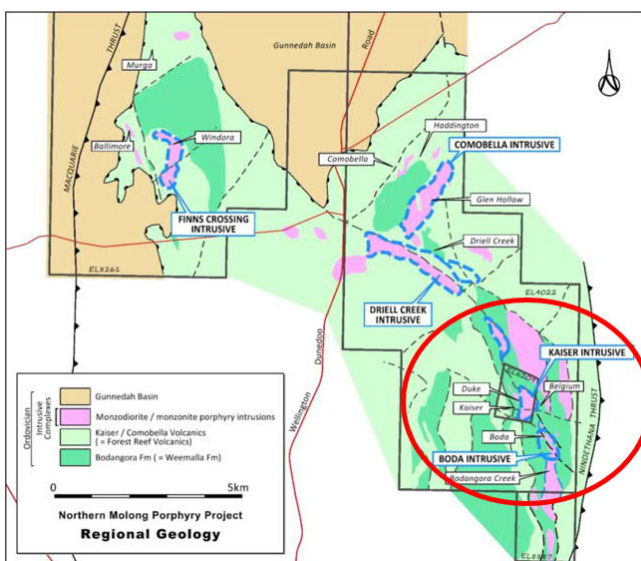 THRUST
MACQUARIE
Murga
Ballimore
Windora
FINNS CROSSING
INTRUSIVE
EL8261
Gunnedah Basin
Road
Dunedoo
Wellington
Comobella
Haddington
COMOBELLA INTRUSIVE
Glen Hollow
Driell Creek
DRIELL CREEK
INTRUSIVE
EL4022
KAISER INTRUSIVE
Duke
Belgium
Kaiser
Boda
BODA INTRUSIVE
Bodangora Creek
NINDETHANA THRUST
Ordovician
Intrusive
Complexes
Gunnedah Basin
Monzodiorite / monzonite porphyry intrusions
Kaiser / Comobella Volcanics
( = Forest Reef Volcanics)
Bodangora Fm ( = Weemalla Fm)
0 5km
Northern Molong Porphyry Project
Regional Geology